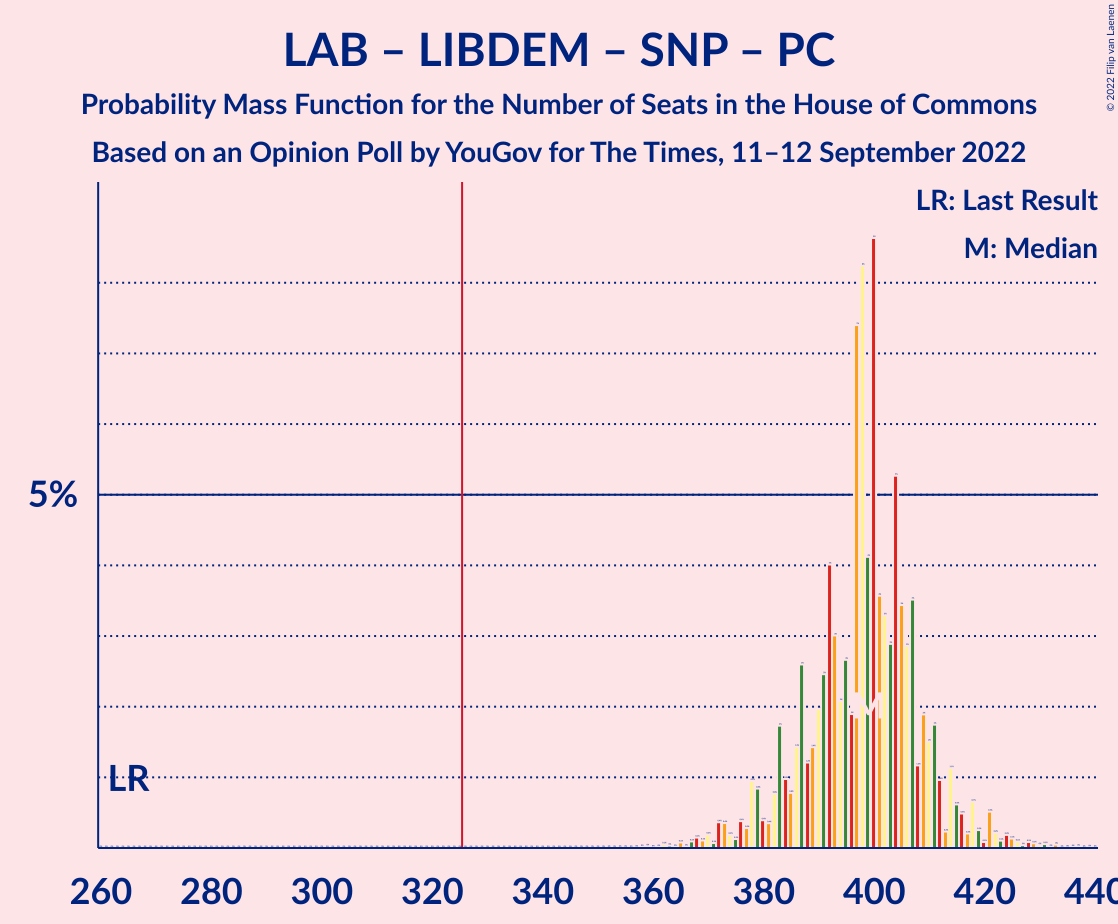 LAB – LIBDEM – SNP – PC
Probability Mass Function for the Number of Seats in the House of Commons
Based on an Opinion Poll by YouGov for The Times, 11–12 September 2022
© 2022 Filip van Laenen
LR: Last Result
M: Median
5%
LR
M
260 280 300 320 340 360 380 400 420 440